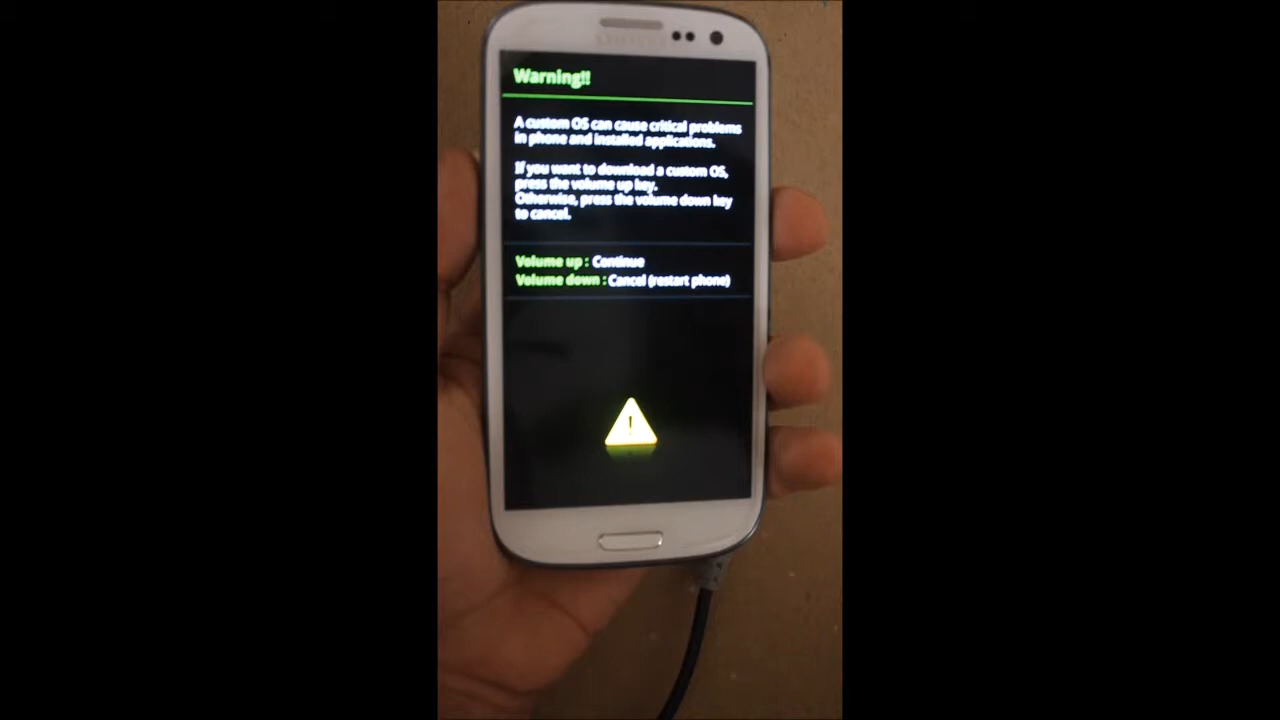 SAMSUNG
Warning!!
A custom OS can cause critical problems
in phone and installed applications.
If you want to download a custom OS,
press the volume up key.
Otherwise, press the volume down key
to cancel.
Volume up : Continue
Volume down : Cancel (restart phone)
!